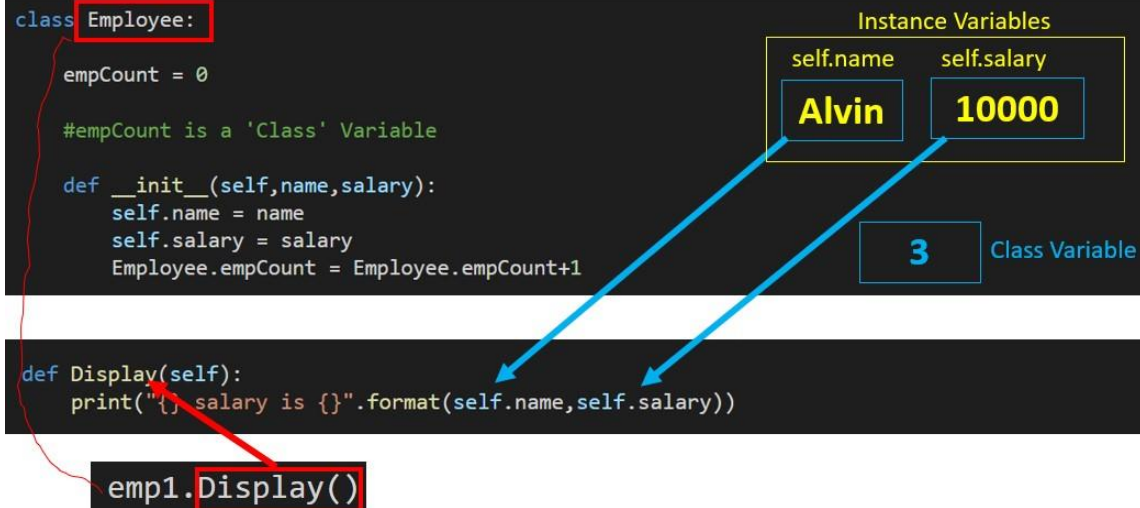 class Employee:
empCount = 0
#empCount is a 'Class' Variable
def __init__(self,name,salary):
self.name = name
self.salary = salary
Employee.empCount = Employee.empCount+1
Instance Variables
self.name self.salary
Alvin 10000
3 Class Variable
def Display(self):
print("{} salary is {}".format(self.name,self.salary))
emp1.Display()